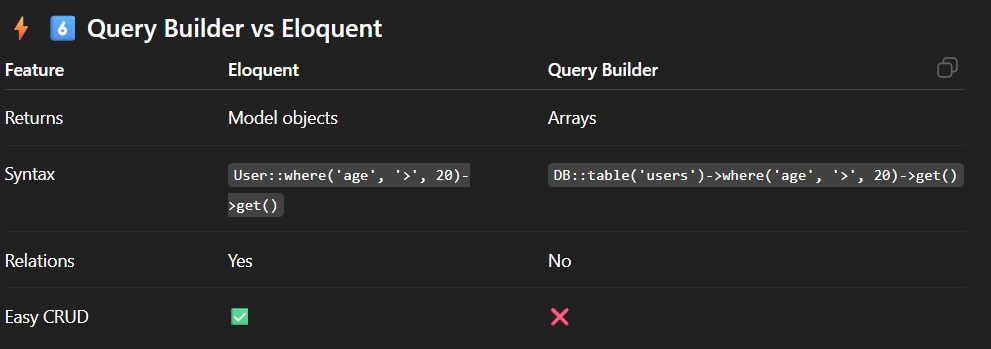 ⚡ 6️⃣ Query Builder vs Eloquent
Feature Eloquent Query Builder
Returns Model objects Arrays
Syntax User::where('age', '>', 20)- DB::table('users')->where('age', '>', 20)->get()
>get()
Relations Yes No
Easy CRUD ✅ ❌